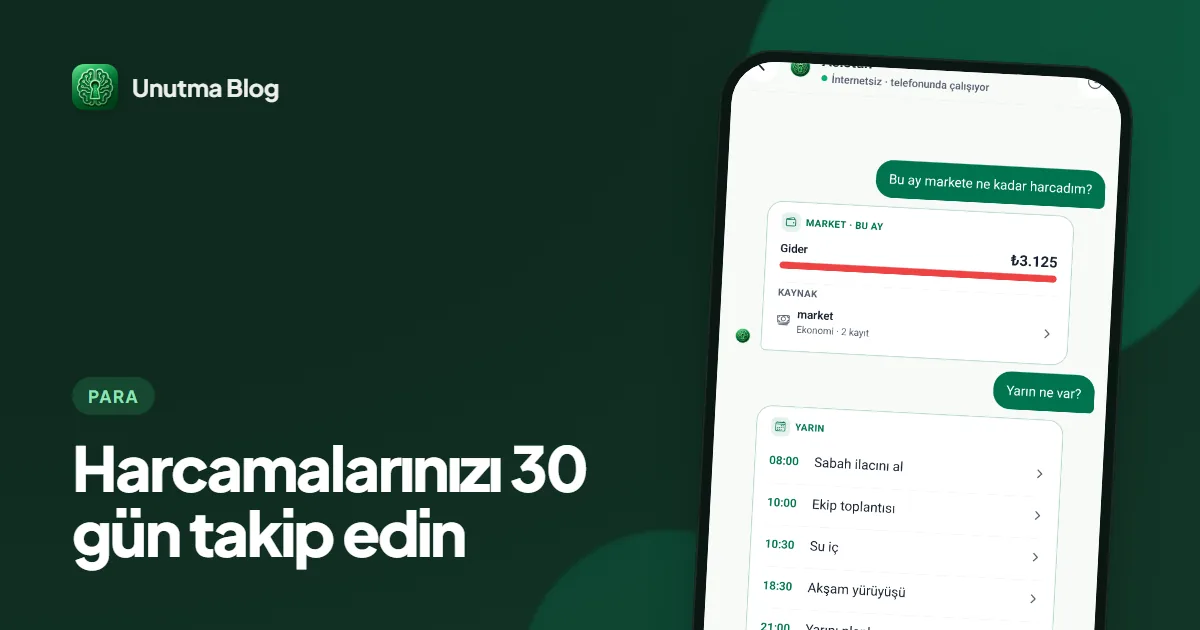 Unutma Blog
PARA
Harcamalarınızı 30
gün takip edin
İnternetsiz · telefonunda çalışıyor
Bu ay markete ne kadar harcadım?
MARKET · BU AY
Gider
₺3.125
KAYNAK
market
Ekonomi · 2 kayıt
Yarın ne var?
YARIN
08:00 Sabah ilacını al
10:00 Ekip toplantısı
10:30 Su iç
18:30 Akşam yürüyüşü
21:00